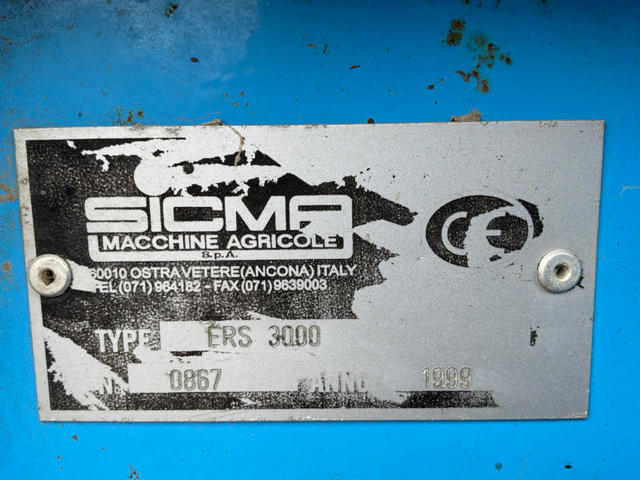 SICMA
MACCHINE AGRICOLE
S.p.A.
60010 OSTRA VETERE (ANCONA) ITALY
TEL (071) 964182 - FAX (071) 9639003
CE
TYPE ERS 3000
0867 ANNO 1999